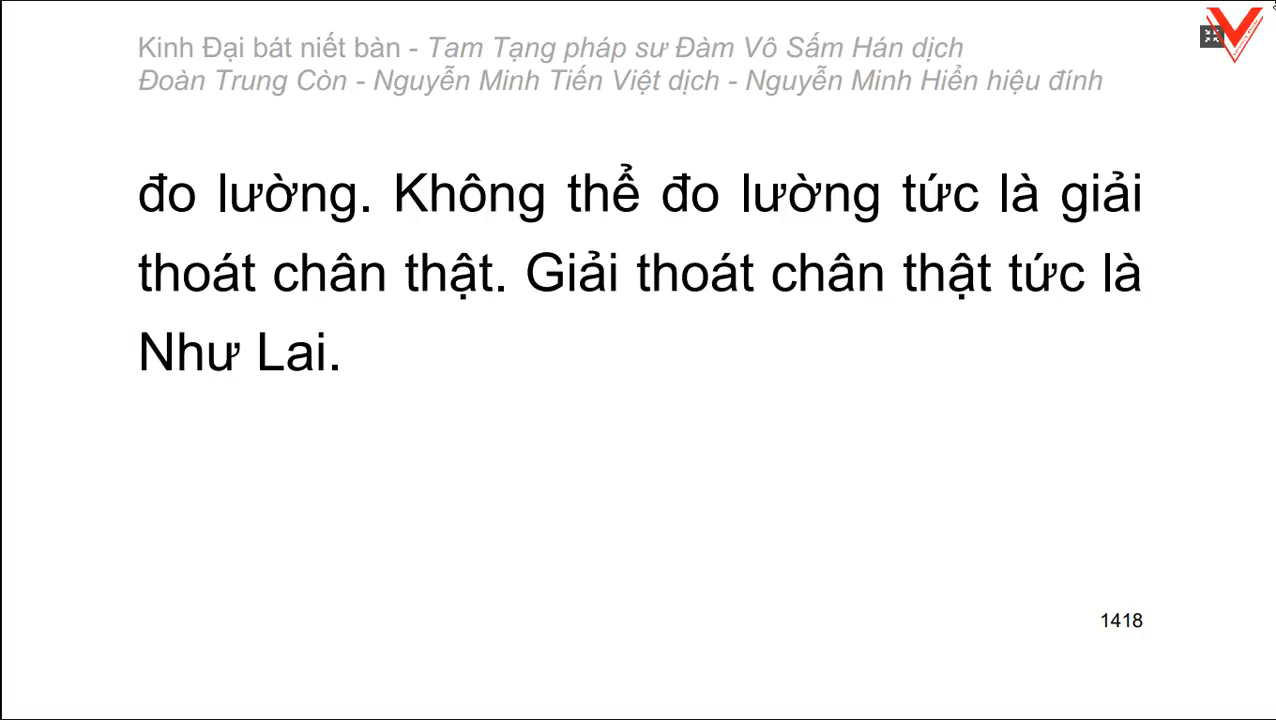 Kinh Đại bát niết bàn - Tam Tạng pháp sư Đàm Vô Sấm Hán dịch
Đoàn Trung Còn - Nguyễn Minh Tiến Việt dịch - Nguyễn Minh Hiển hiệu đính
đo lường. Không thể đo lường tức là giải
thoát chân thật. Giải thoát chân thật tức là
Như Lai.
1418